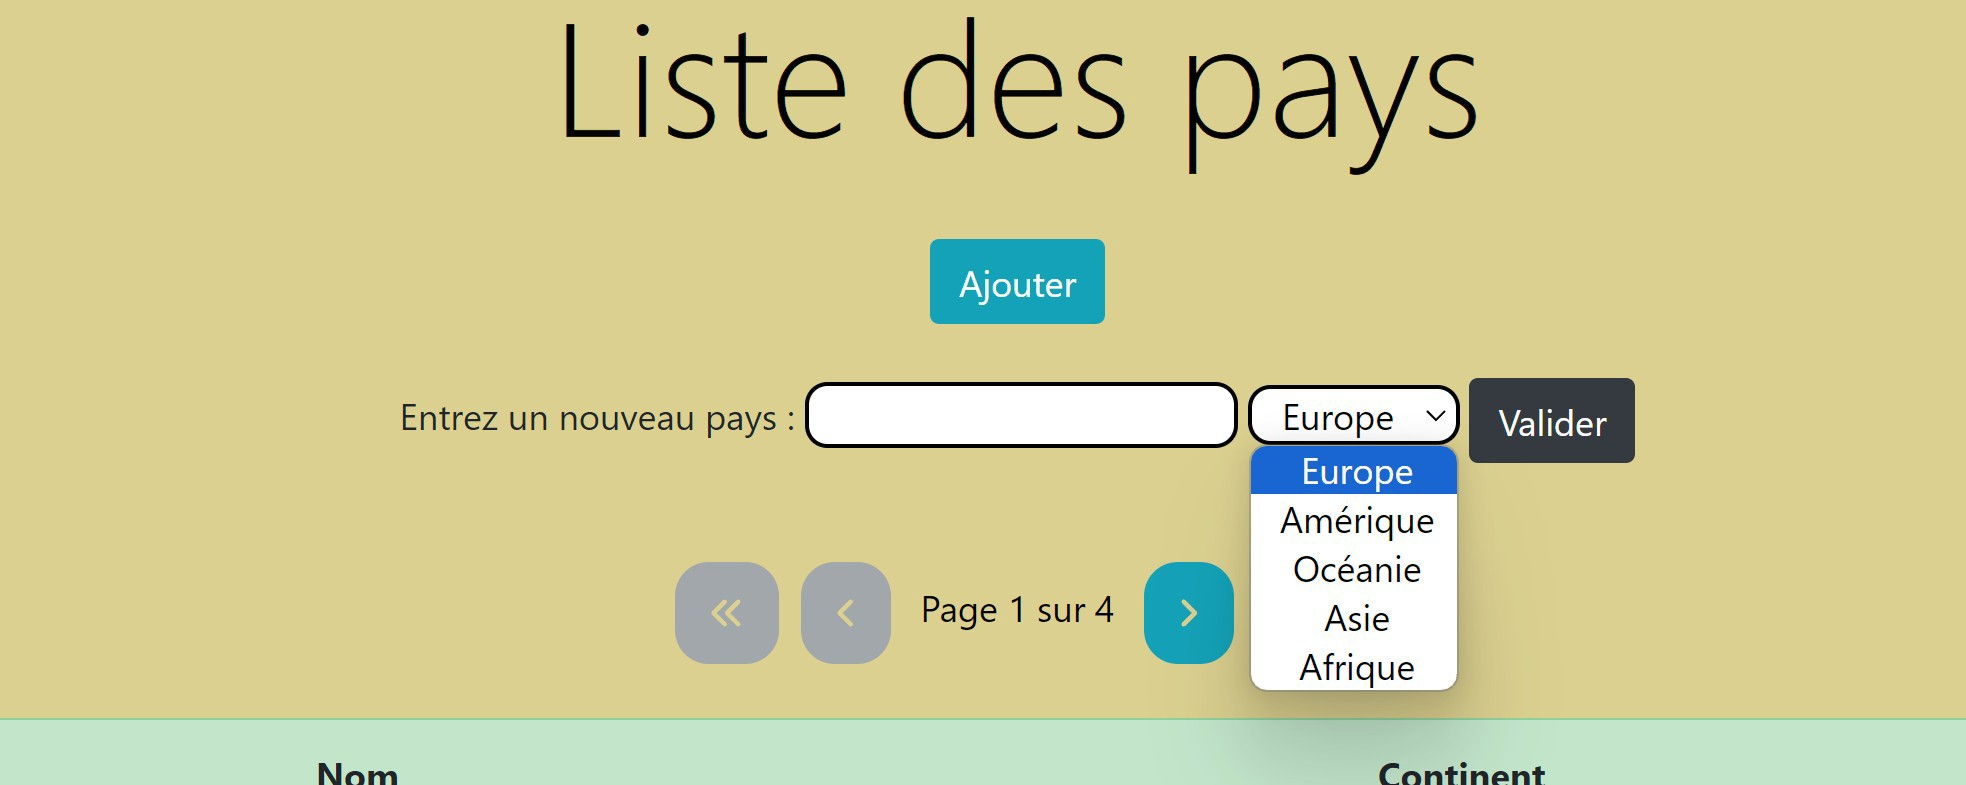 Liste des pays
Ajouter
Entrez un nouveau pays : Europe Valider
Europe
Amérique
Océanie
Asie
Afrique
Page 1 sur 4
Nom Continent